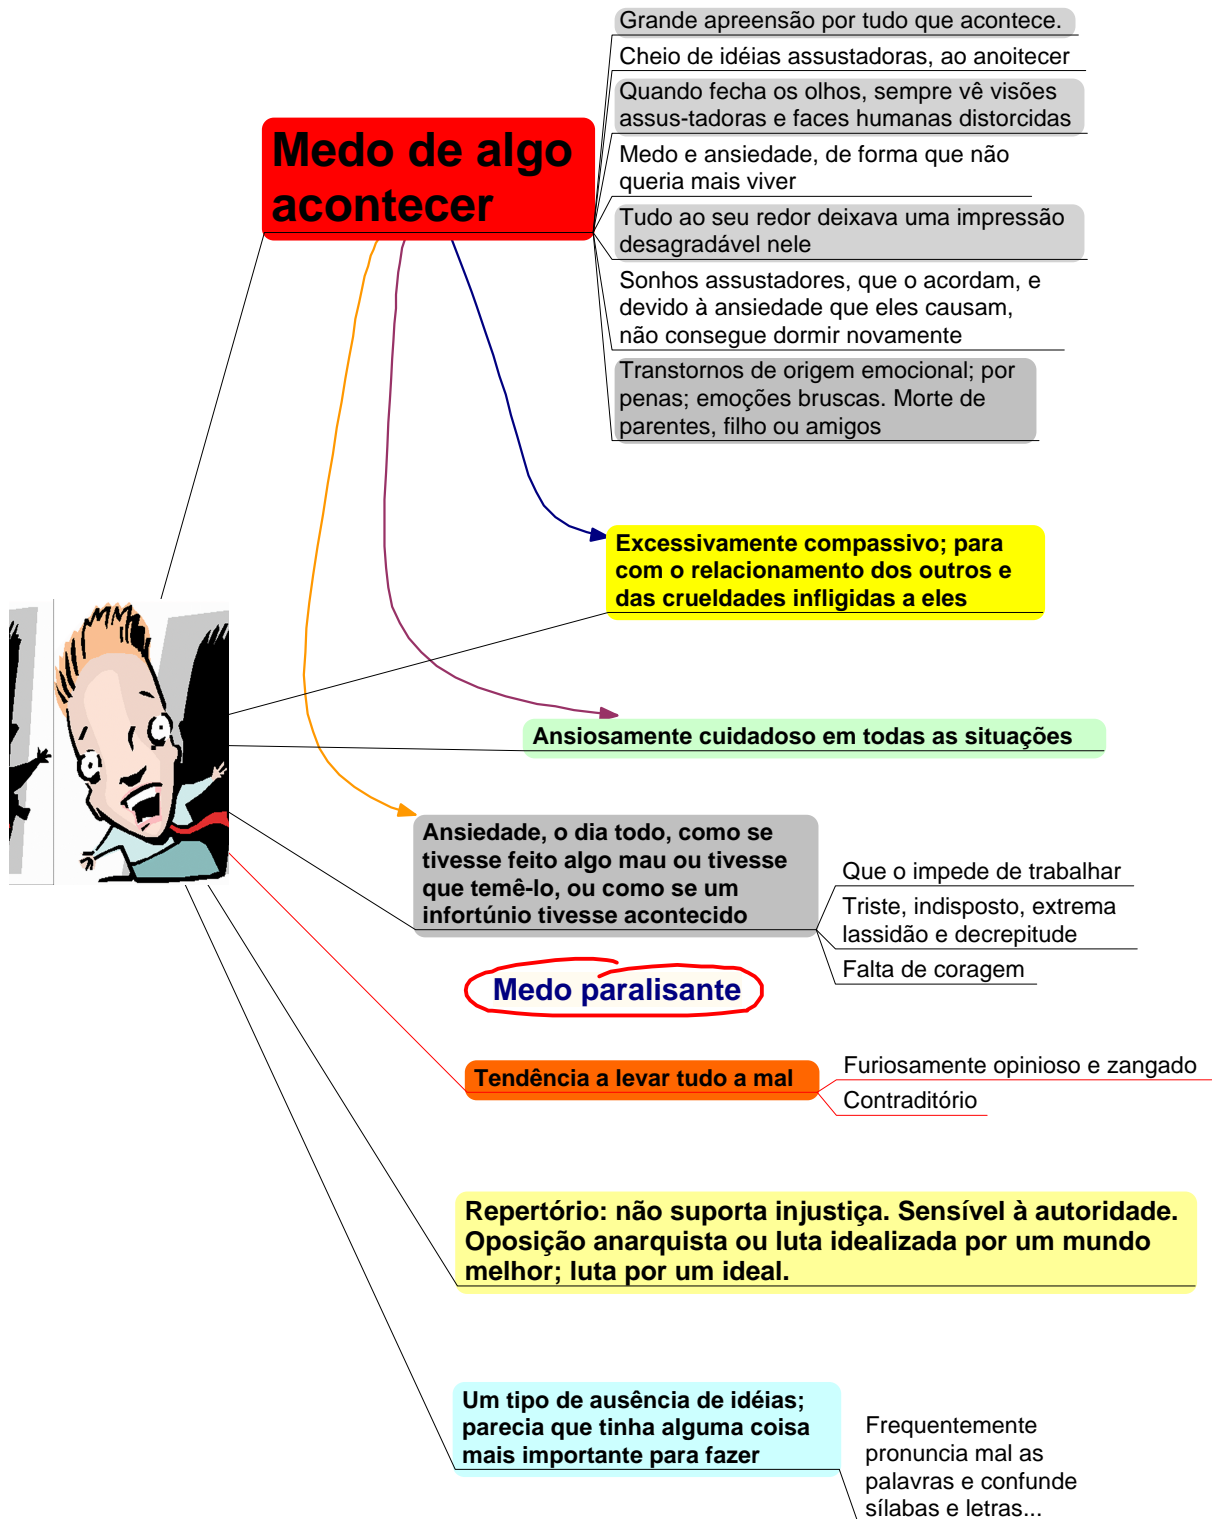 Grande apreensão por tudo que acontece.
Cheio de idéias assustadoras, ao anoitecer
Quando fecha os olhos, sempre vê visões
assus-tadoras e faces humanas distorcidas
Medo de algo
acontecer
Medo e ansiedade, de forma que não
queria mais viver
Tudo ao seu redor deixava uma impressão
desagradável nele
Sonhos assustadores, que o acordam, e
devido à ansiedade que eles causam,
não consegue dormir novamente
Transtornos de origem emocional; por
penas; emoções bruscas. Morte de
parentes, filho ou amigos
Excessivamente compassivo; para
com o relacionamento dos outros e
das crueldades infligidas a eles
Ansiosamente cuidadoso em todas as situações
Ansiedade, o dia todo, como se
tivesse feito algo mau ou tivesse
que temê-lo, ou como se um
infortúnio tivesse acontecido
Que o impede de trabalhar
Triste, indisposto, extrema
lassidão e decrepitude
Falta de coragem
Medo paralisante
Tendência a levar tudo a mal
Furiosamente opinioso e zangado
Contraditório
Repertório: não suporta injustiça. Sensível à autoridade.
Oposição anarquista ou luta idealizada por um mundo
melhor; luta por um ideal.
Um tipo de ausência de idéias;
parecia que tinha alguma coisa
mais importante para fazer
Frequentemente
pronuncia mal as
palavras e confunde
sílabas e letras...